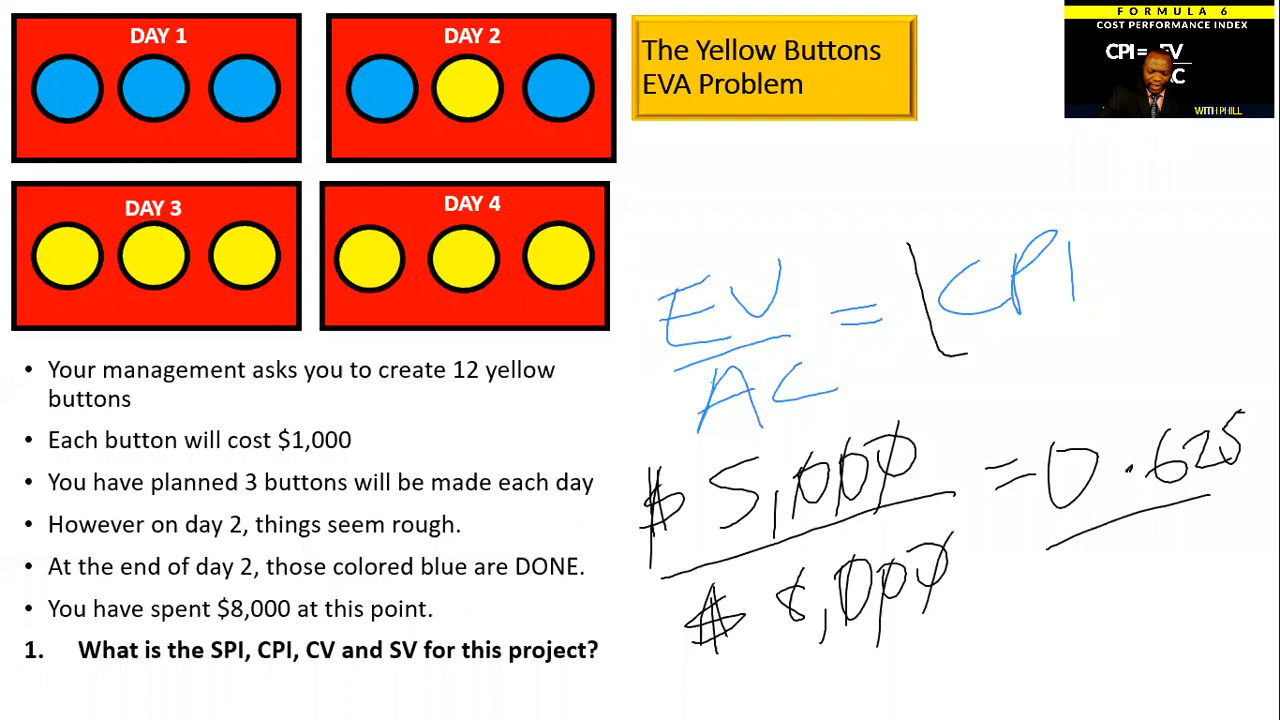 DAY 1
DAY 2
DAY 3
DAY 4
The Yellow Buttons
EVA Problem
FORMULA 6
COST PERFORMANCE INDEX
CPI = EV
C
WITH PHILL
EV = CPI
AC
$ 5,000 = 0.625
$ 8,000
• Your management asks you to create 12 yellow
buttons
• Each button will cost $1,000
• You have planned 3 buttons will be made each day
• However on day 2, things seem rough.
• At the end of day 2, those colored blue are DONE.
• You have spent $8,000 at this point.
1. What is the SPI, CPI, CV and SV for this project?